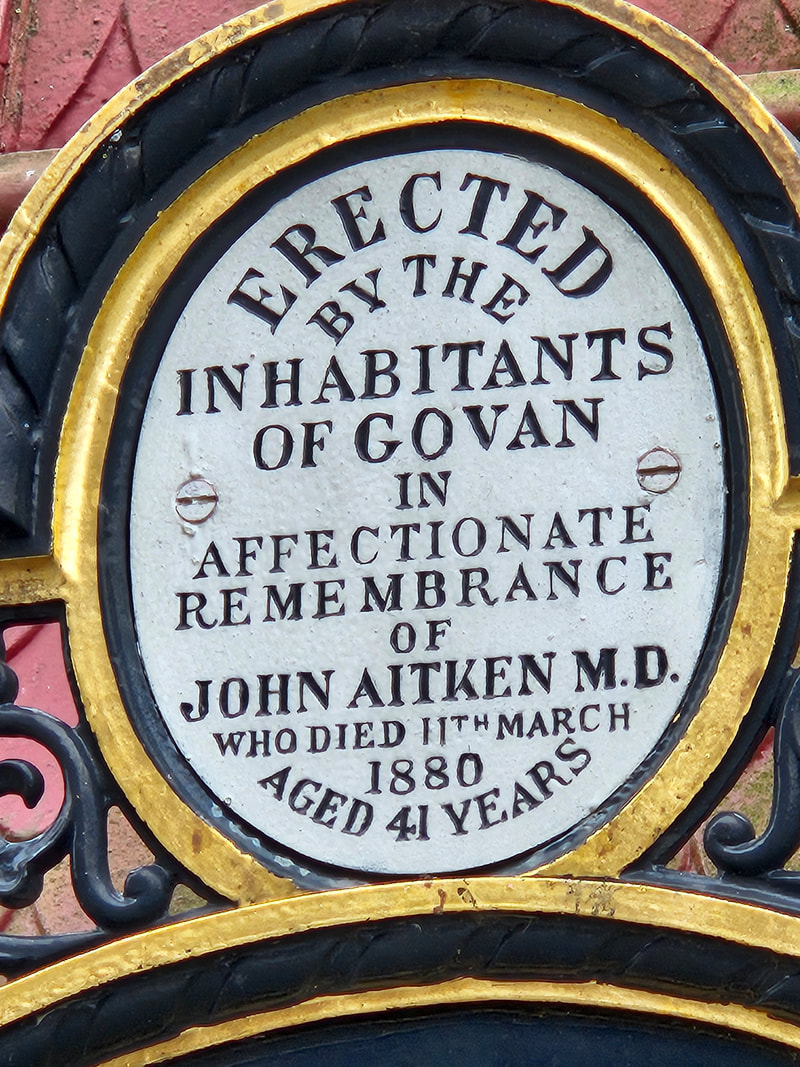 ERECTED
BY THE
INHABITANTS
OF GOVAN
IN
AFFECTIONATE
REMEMBRANCE
OF
JOHN AITKEN M.D.
WHO DIED 11TH MARCH
1880
AGED 41 YEARS